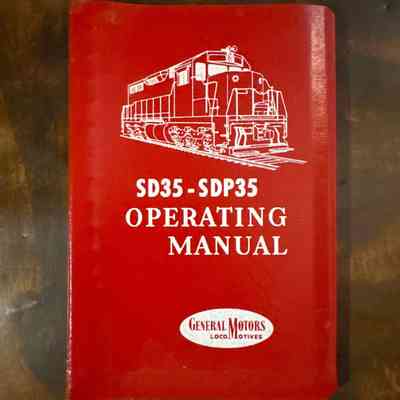 SD35 - SDP35
OPERATING
MANUAL
GENERAL MOTORS
LOCOMOTIVES